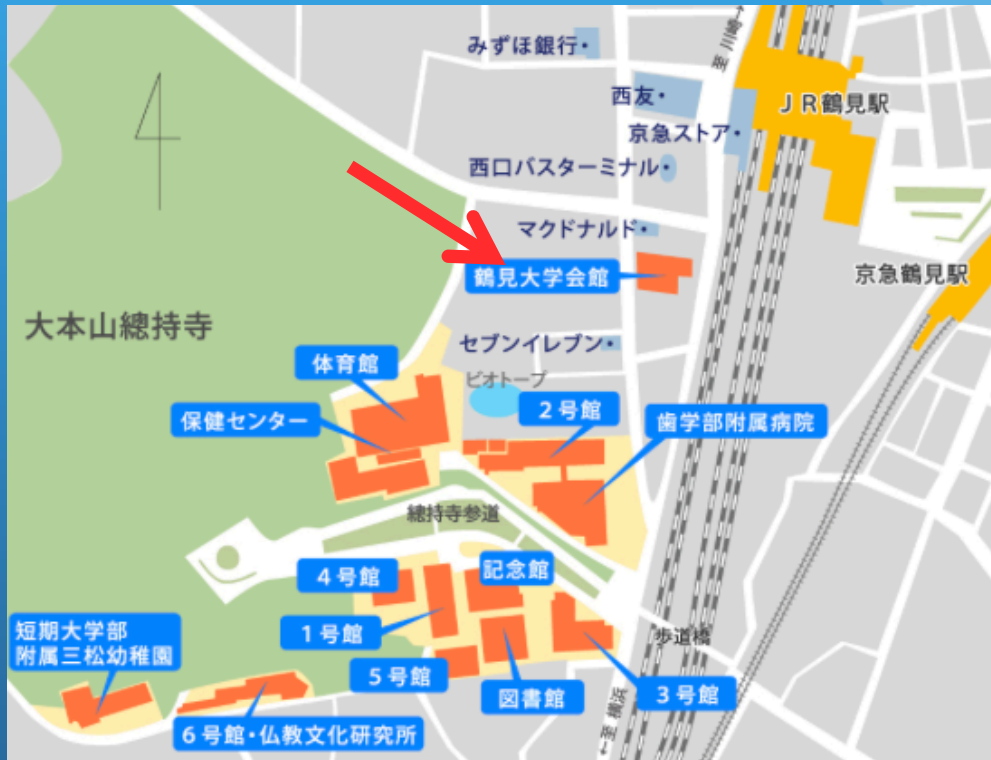 至 川崎→
みずほ銀行・
西友・
JR鶴見駅
京急ストア・
西口バスターミナル・
マクドナルド・
鶴見大学会館
京急鶴見駅
大本山總持寺
セブンイレブン・
体育館
ビオトープ
2号館
保健センター
歯学部附属病院
總持寺参道
記念館
4号館
1号館
短期大学部
附属三松幼稚園
歩道橋
5号館
図書館
3号館
6号館・仏教文化研究所
←至 横浜